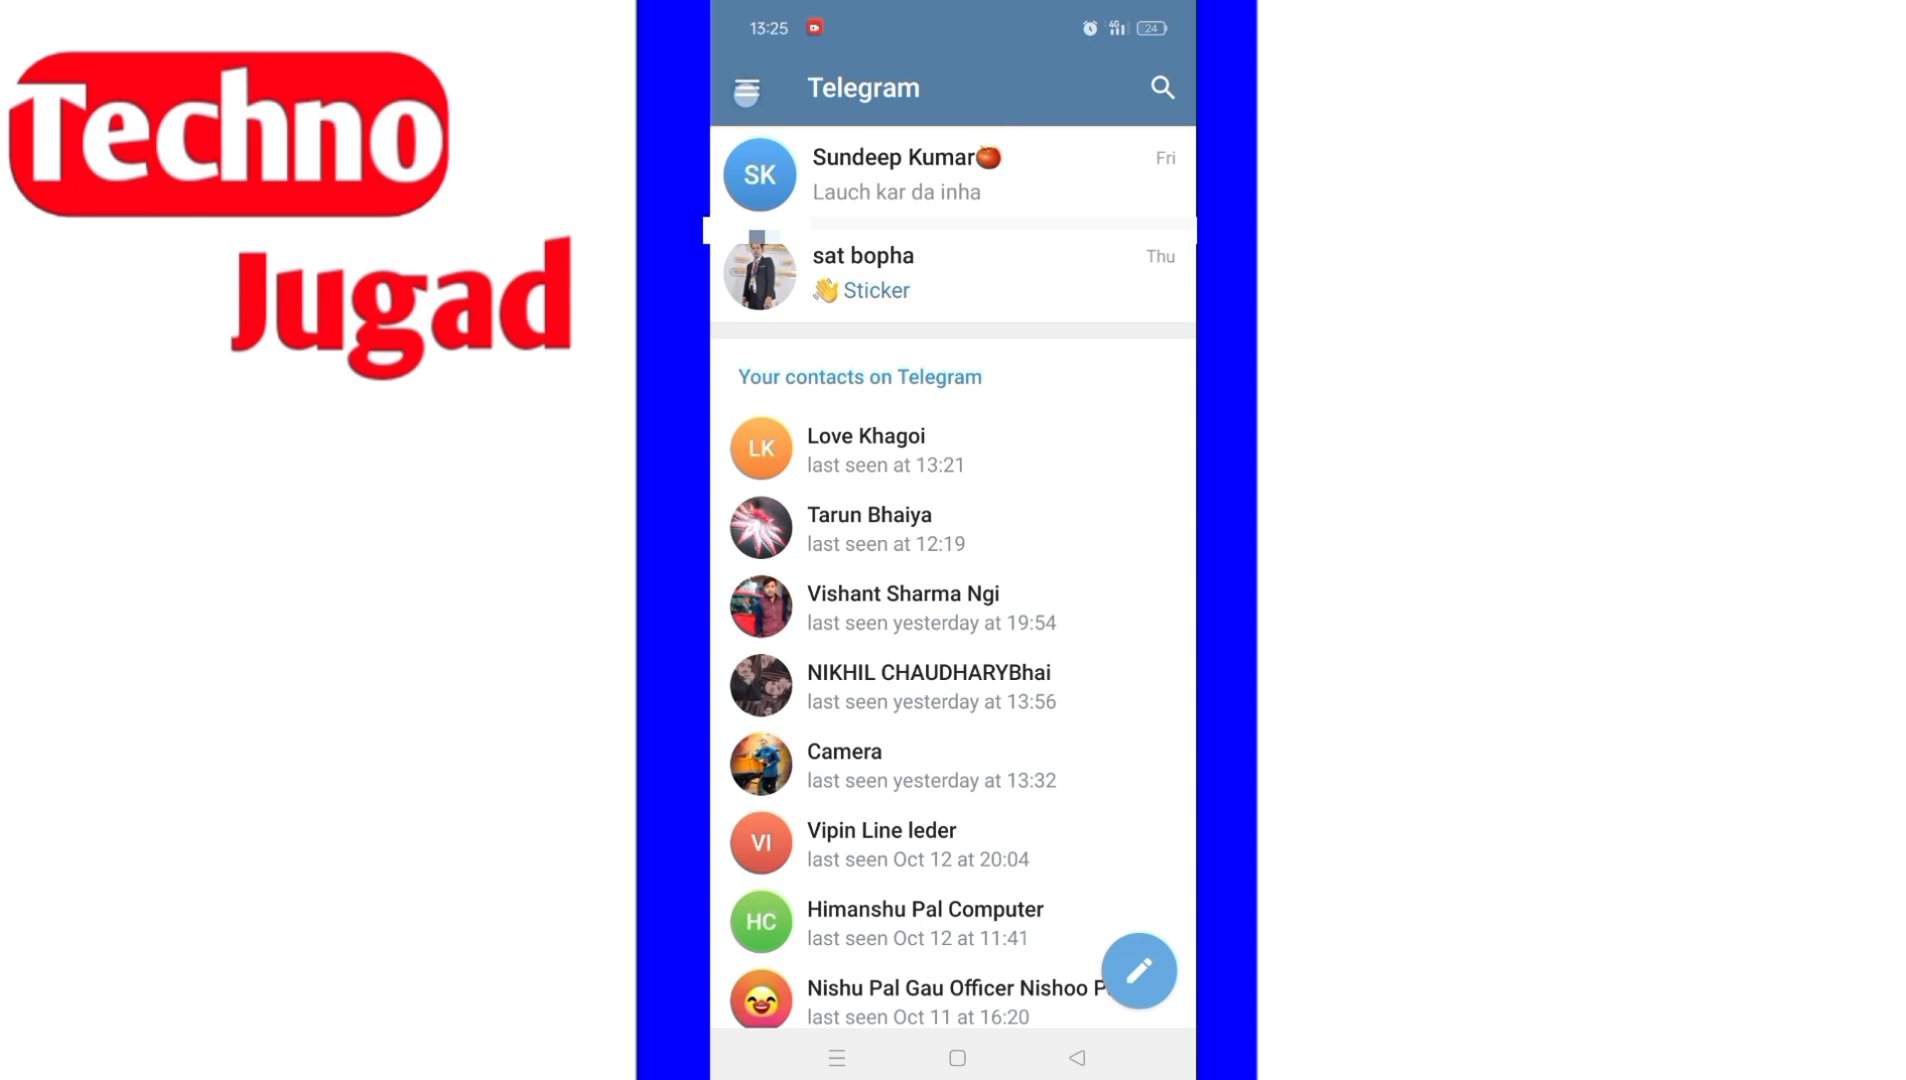 Techno
Jugad
13:25
4G
24
Telegram
SK
Sundeep Kumar🍅
Fri
Lauch kar da inha
sat bopha
Thu
👋 Sticker
Your contacts on Telegram
LK
Love Khagoi
last seen at 13:21
Tarun Bhaiya
last seen at 12:19
Vishant Sharma Ngi
last seen yesterday at 19:54
NIKHIL CHAUDHARYBhai
last seen yesterday at 13:56
Camera
last seen yesterday at 13:32
VI
Vipin Line leder
last seen Oct 12 at 20:04
HC
Himanshu Pal Computer
last seen Oct 12 at 11:41
Nishu Pal Gau Officer Nishoo
last seen Oct 11 at 16:20